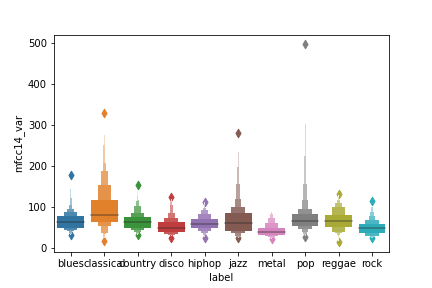 500
400
300
200
100
0
mfcc14_var
blues classical country disco hiphop jazz metal pop reggae rock
label